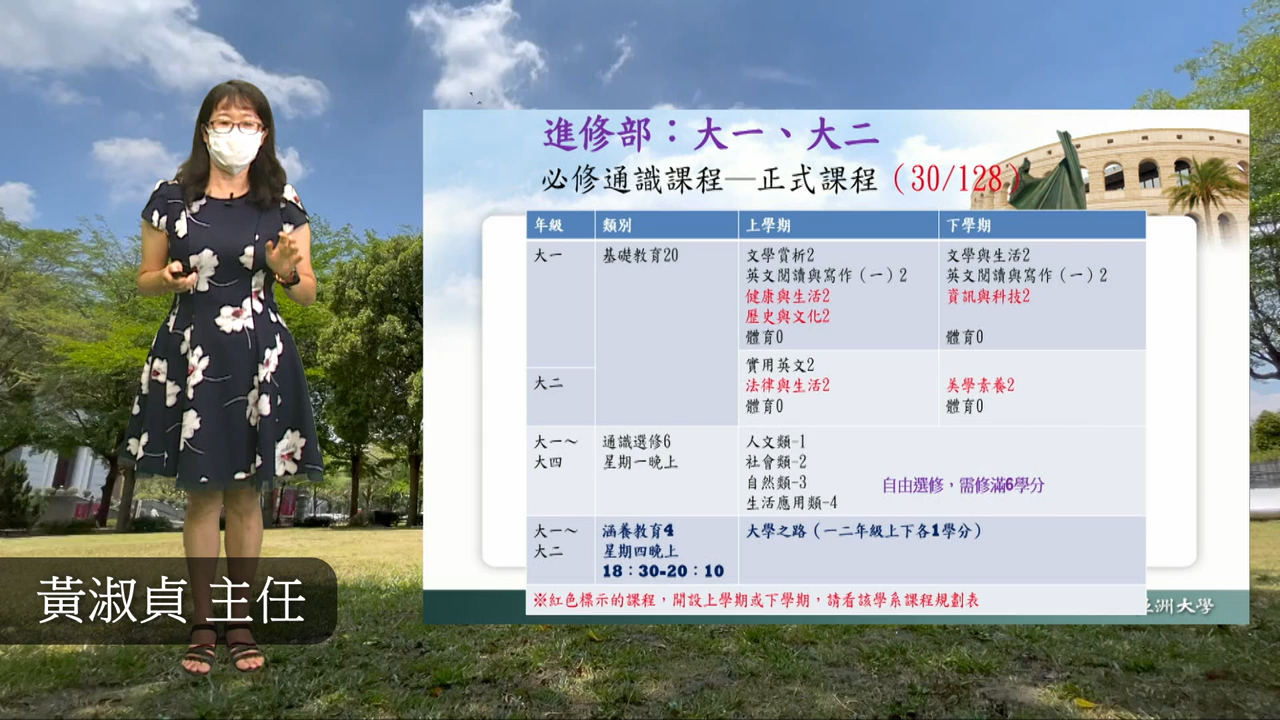 進修部：大一、大二
必修通識課程—正式課程（30/128）
年級 類別 上學期 下學期
大一 基礎教育20 文學賞析2 文學與生活2
英文閱讀與寫作（一）2 英文閱讀與寫作（一）2
健康與生活2 資訊與科技2
歷史與文化2
體育0 體育0
大二 實用英文2
法律與生活2 美學素養2
體育0 體育0
大一～ 通識選修6 人文類-1
大四 星期一晚上 社會類-2
自然類-3 自由選修，需修滿6學分
生活應用類-4
大一～ 涵養教育4 大學之路（一二年級上下各1學分）
大二 星期四晚上
18：30-20：10
※紅色標示的課程，開設上學期或下學期，請看該學系課程規劃表
洲大學
黃淑貞 主任